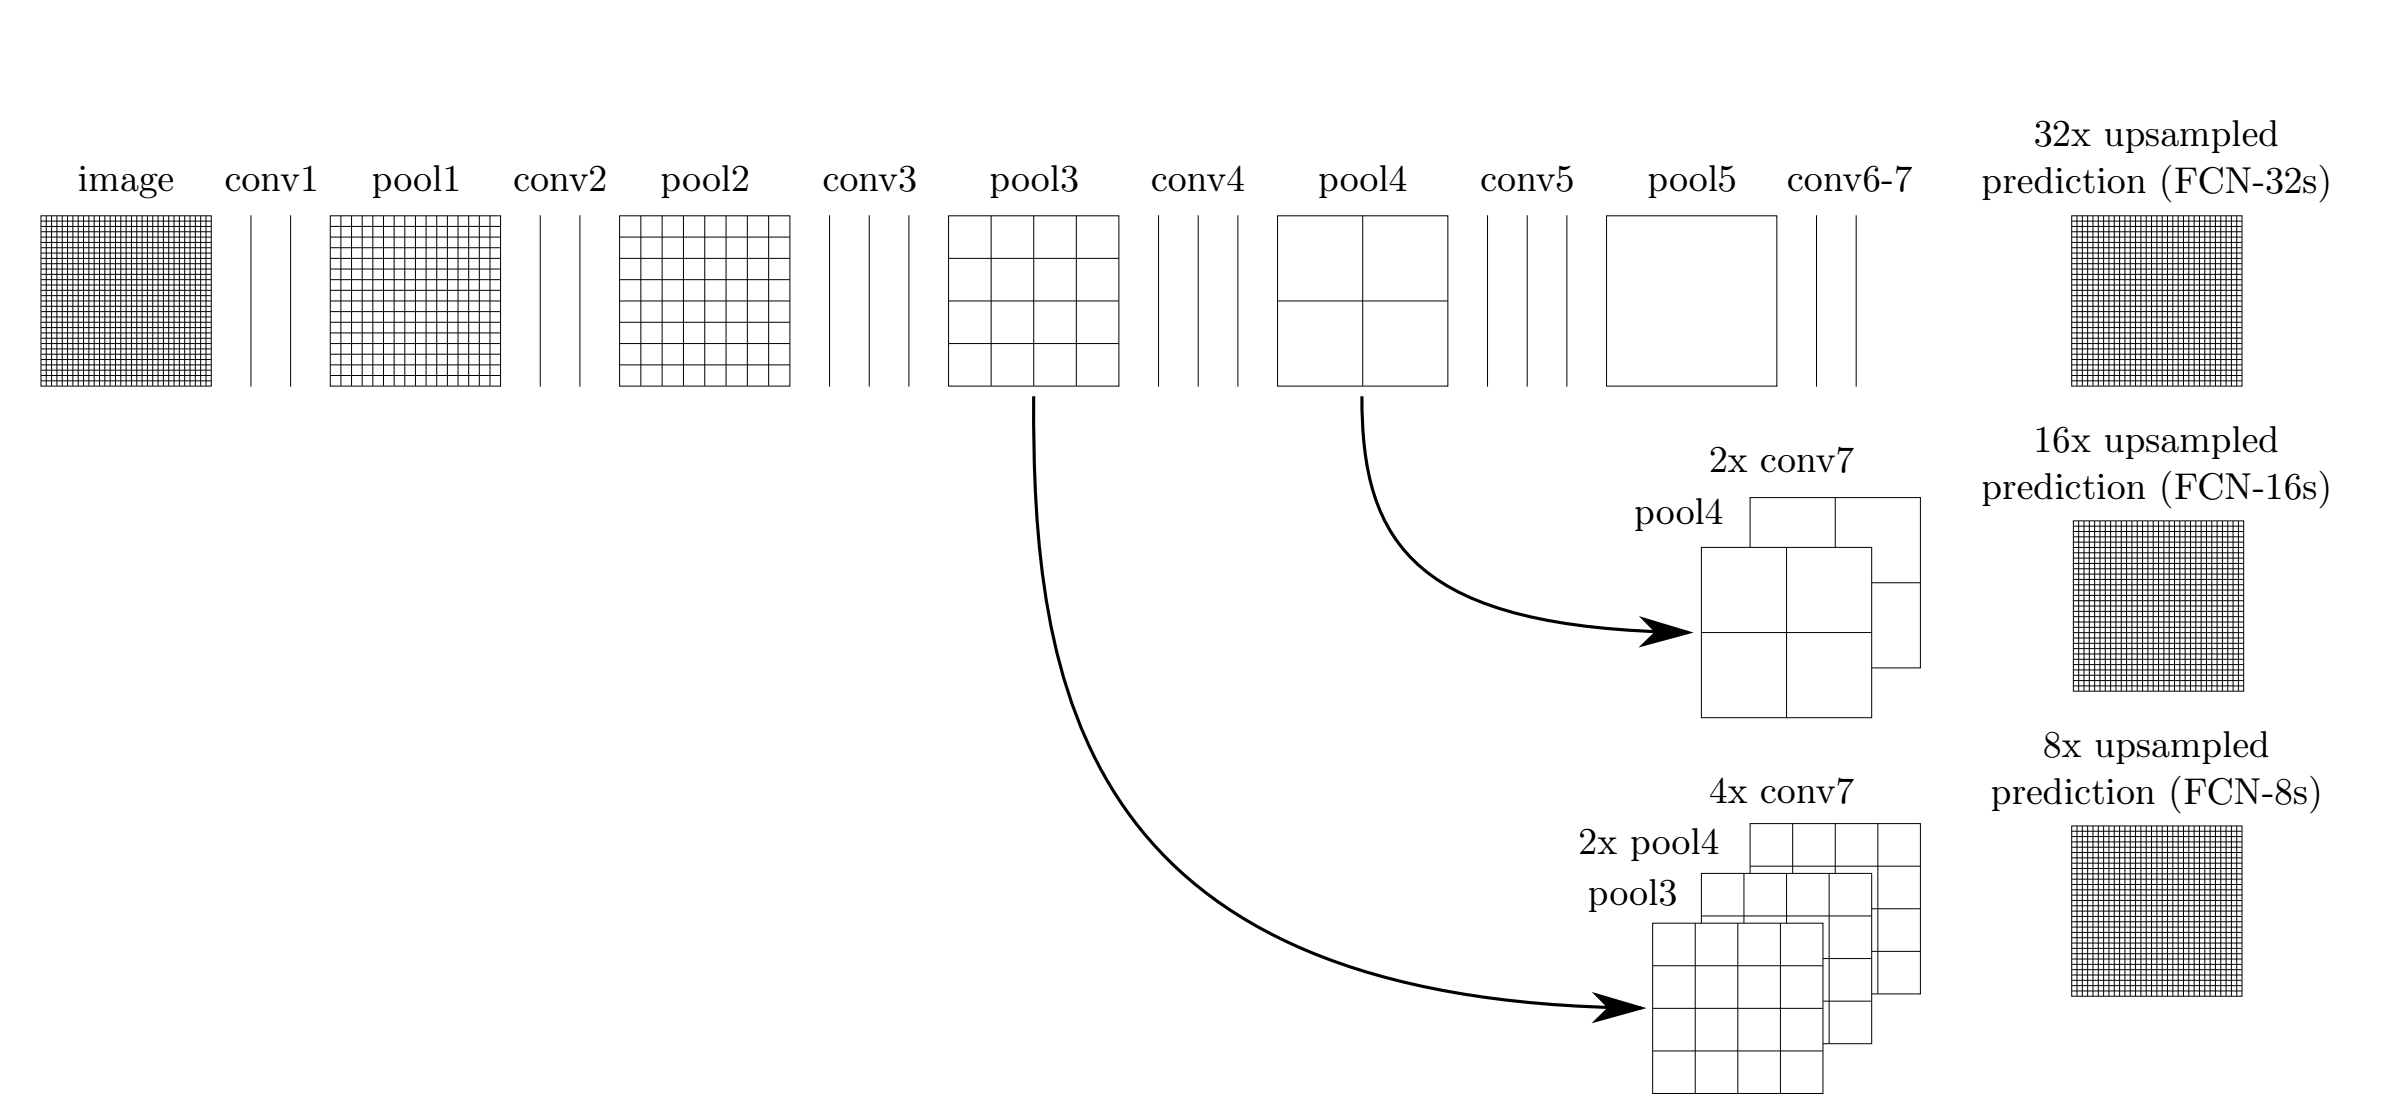 image
conv1
pool1
conv2
pool2
conv3
pool3
conv4
pool4
conv5
pool5
conv6-7
32x upsampled
prediction (FCN-32s)
2x conv7
pool4
16x upsampled
prediction (FCN-16s)
4x conv7
2x pool4
pool3
8x upsampled
prediction (FCN-8s)